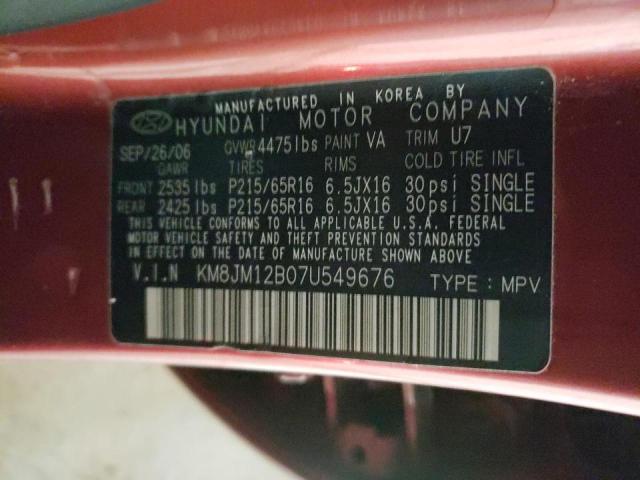 MANUFACTURED IN KOREA BY
HYUNDAI MOTOR COMPANY
SEP/26/06 GVWR 4475lbs PAINT VA TRIM U7
GAWR TIRES RIMS COLD TIRE INFL
FRONT 2535 lbs P215/65R16 6.5JX16 30psi SINGLE
REAR 2425 lbs P215/65R16 6.5JX16 30psi SINGLE
THIS VEHICLE CONFORMS TO ALL APPLICABLE U.S.A. FEDERAL
MOTOR VEHICLE SAFETY AND THEFT PREVENTION STANDARDS
IN EFFECT ON THE DATE OF MANUFACTURE SHOWN ABOVE
V.I.N KM8JM12B07U549676 TYPE : MPV